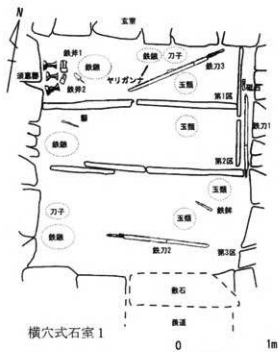 N
玄室
鉄斧1
須恵器
鉄鏃
鉄斧2
ヤリガンナ
鉄鏃
刀子
鉄刀3
玉類
第1区
砥石
鉄刀1
鉄鏃
玉類
第2区
刀子
鉄鏃
玉類
鉄鉾
玉類
鉄刀2
第3区
敷石
羨道
横穴式石室1
0
1m